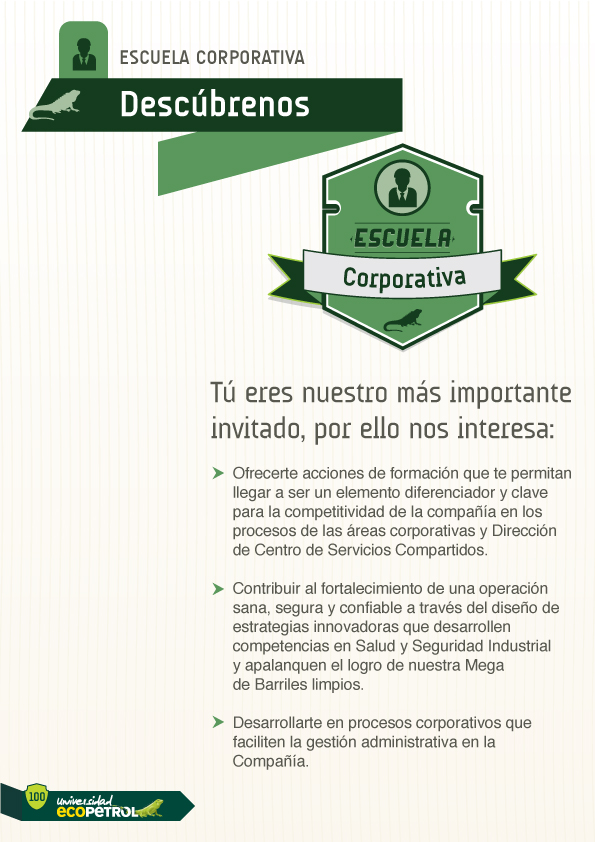 ESCUELA CORPORATIVA
Descúbrenos
ESCUELA
Corporativa
Tú eres nuestro más importante
invitado, por ello nos interesa:
Ofrecerte acciones de formación que te permitan
llegar a ser un elemento diferenciador y clave
para la competitividad de la compañía en los
procesos de las áreas corporativas y Dirección
de Centro de Servicios Compartidos.
Contribuir al fortalecimiento de una operación
sana, segura y confiable a través del diseño de
estrategias innovadoras que desarrollen
competencias en Salud y Seguridad Industrial
y apalanquen el logro de nuestra Mega
de Barriles limpios.
Desarrollarte en procesos corporativos que
faciliten la gestión administrativa en la
Compañía.
100
Universidad
ECOPETROL